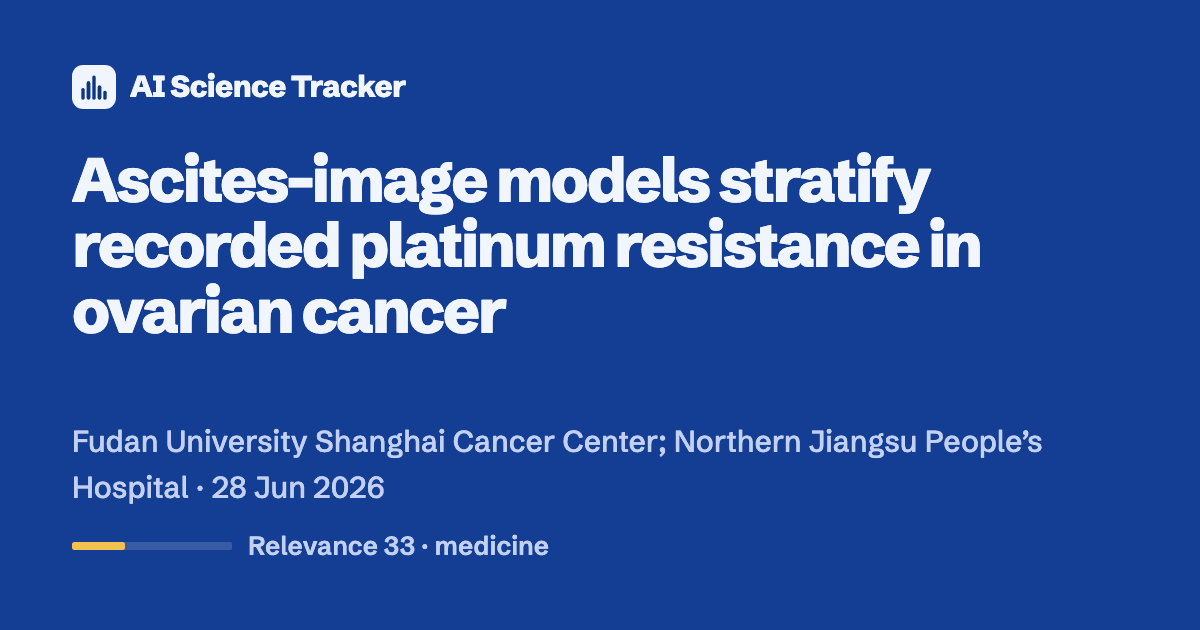 AI Science Tracker
Ascites-image models stratify
recorded platinum resistance in
ovarian cancer
Fudan University Shanghai Cancer Center; Northern Jiangsu People’s
Hospital · 28 Jun 2026
Relevance 33 · medicine